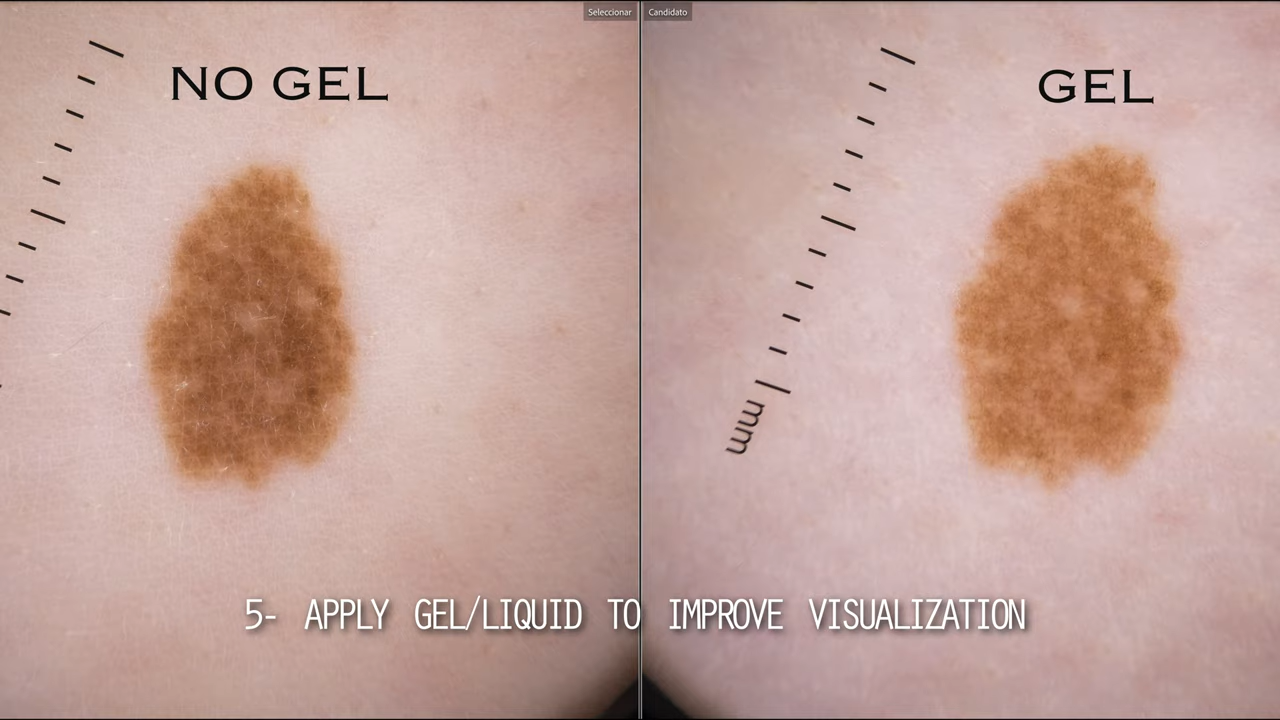 Seleccionar
Candidato
NO GEL
GEL
mm
5- APPLY GEL/LIQUID TO IMPROVE VISUALIZATION